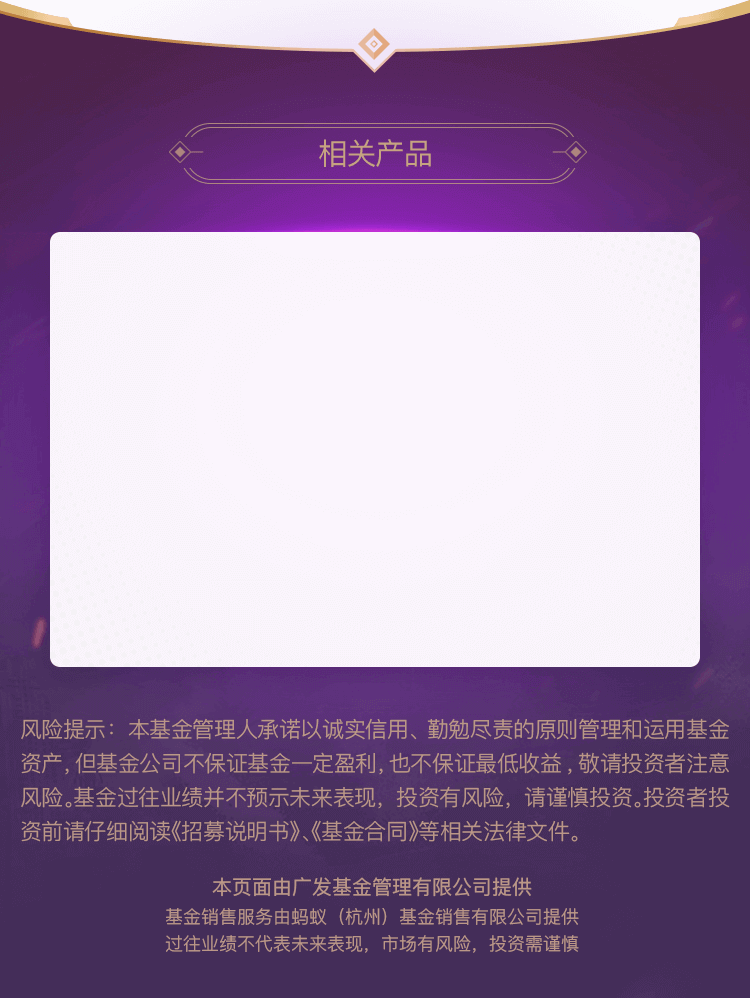 相关产品
风险提示：本基金管理人承诺以诚实信用、勤勉尽责的原则管理和运用基金
资产,但基金公司不保证基金一定盈利,也不保证最低收益,敬请投资者注意
风险。基金过往业绩并不预示未来表现，投资有风险，请谨慎投资。投资者投
资前请仔细阅读《招募说明书》、《基金合同》等相关法律文件。
本页面由广发基金管理有限公司提供
基金销售服务由蚂蚁（杭州）基金销售有限公司提供
过往业绩不代表未来表现，市场有风险，投资需谨慎